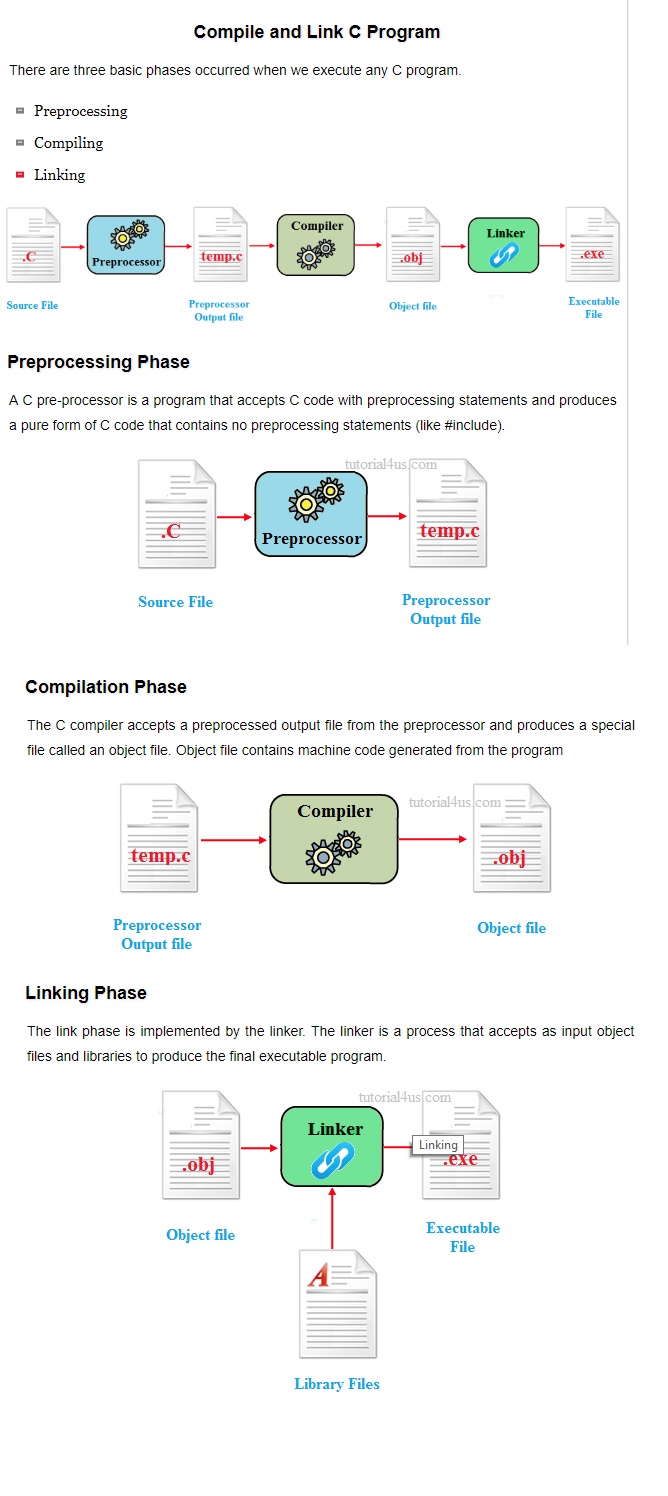 Compile and Link C Program
There are three basic phases occurred when we execute any C program.
Preprocessing
Compiling
Linking
.C
Preprocessor
temp.c
Compiler
.obj
Linker
.exe
Source File
Preprocessor
Output file
Object file
Executable
File
Preprocessing Phase
A C pre-processor is a program that accepts C code with preprocessing statements and produces
a pure form of C code that contains no preprocessing statements (like #include).
tutorial4us.com
.C
Preprocessor
temp.c
Source File
Preprocessor
Output file
Compilation Phase
The C compiler accepts a preprocessed output file from the preprocessor and produces a special
file called an object file. Object file contains machine code generated from the program
tutorial4us.com
temp.c
Compiler
.obj
Preprocessor
Output file
Object file
Linking Phase
The link phase is implemented by the linker. The linker is a process that accepts as input object
files and libraries to produce the final executable program.
tutorial4us.com
.obj
Linker
Linking
.exe
Object file
Executable
File
A
Library Files